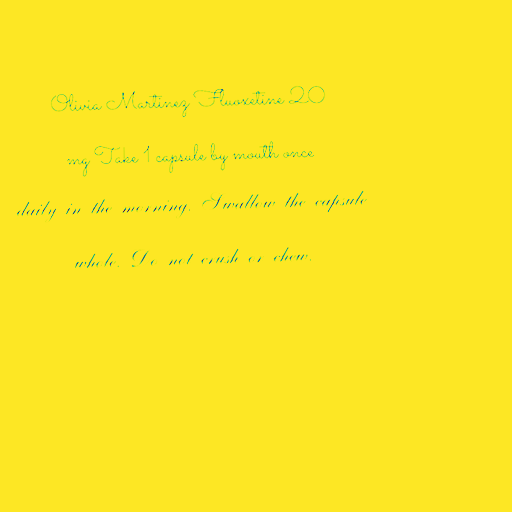 Olivia Martinez Fluoxetine 20
mg Take 1 capsule by mouth once
daily in the morning. Swallow the capsule
whole. Do not crush or chew.